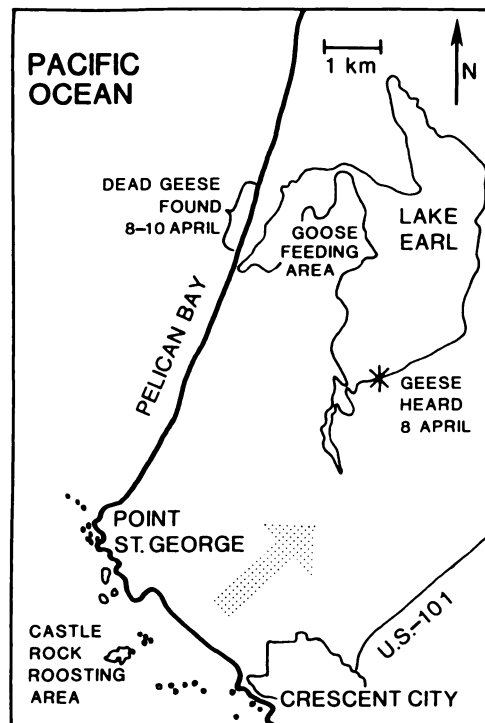 PACIFIC
OCEAN
1 km
N
DEAD GEESE
FOUND
8–10 APRIL
GOOSE
FEEDING
AREA
LAKE
EARL
PELICAN BAY
GEESE
HEARD
8 APRIL
POINT
ST. GEORGE
U.S.-101
CASTLE
ROCK
ROOSTING
AREA
CRESCENT CITY